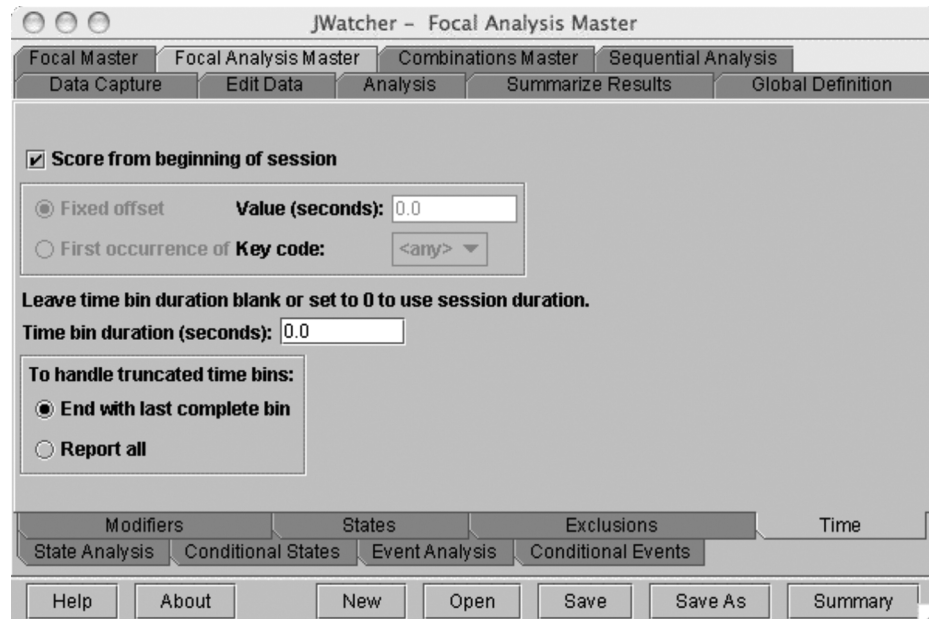 JWatcher – Focal Analysis Master
Focal Master Focal Analysis Master Combinations Master Sequential Analysis
Data Capture Edit Data Analysis Summarize Results Global Definition
Score from beginning of session
Fixed offset Value (seconds): 0.0
First occurrence of Key code: <any>
Leave time bin duration blank or set to 0 to use session duration.
Time bin duration (seconds): 0.0
To handle truncated time bins:
End with last complete bin
Report all
Modifiers States Exclusions Time
State Analysis Conditional States Event Analysis Conditional Events
Help About New Open Save Save As Summary